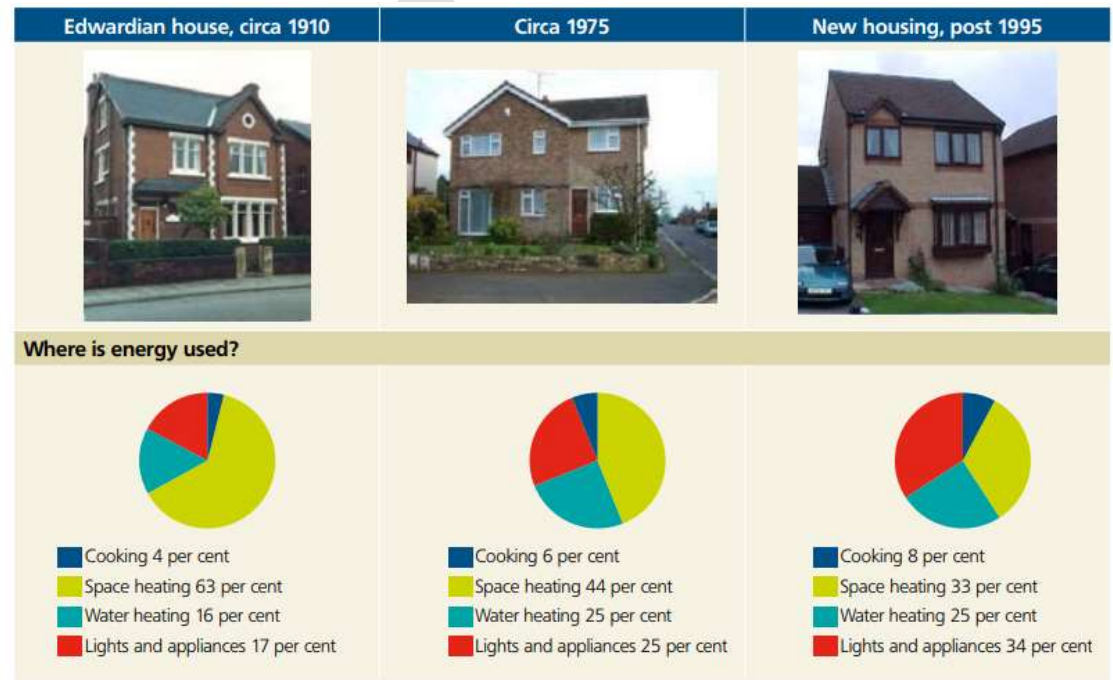 Edwardian house, circa 1910
Circa 1975
New housing, post 1995
Where is energy used?
Cooking 4 per cent
Space heating 63 per cent
Water heating 16 per cent
Lights and appliances 17 per cent
Cooking 6 per cent
Space heating 44 per cent
Water heating 25 per cent
Lights and appliances 25 per cent
Cooking 8 per cent
Space heating 33 per cent
Water heating 25 per cent
Lights and appliances 34 per cent